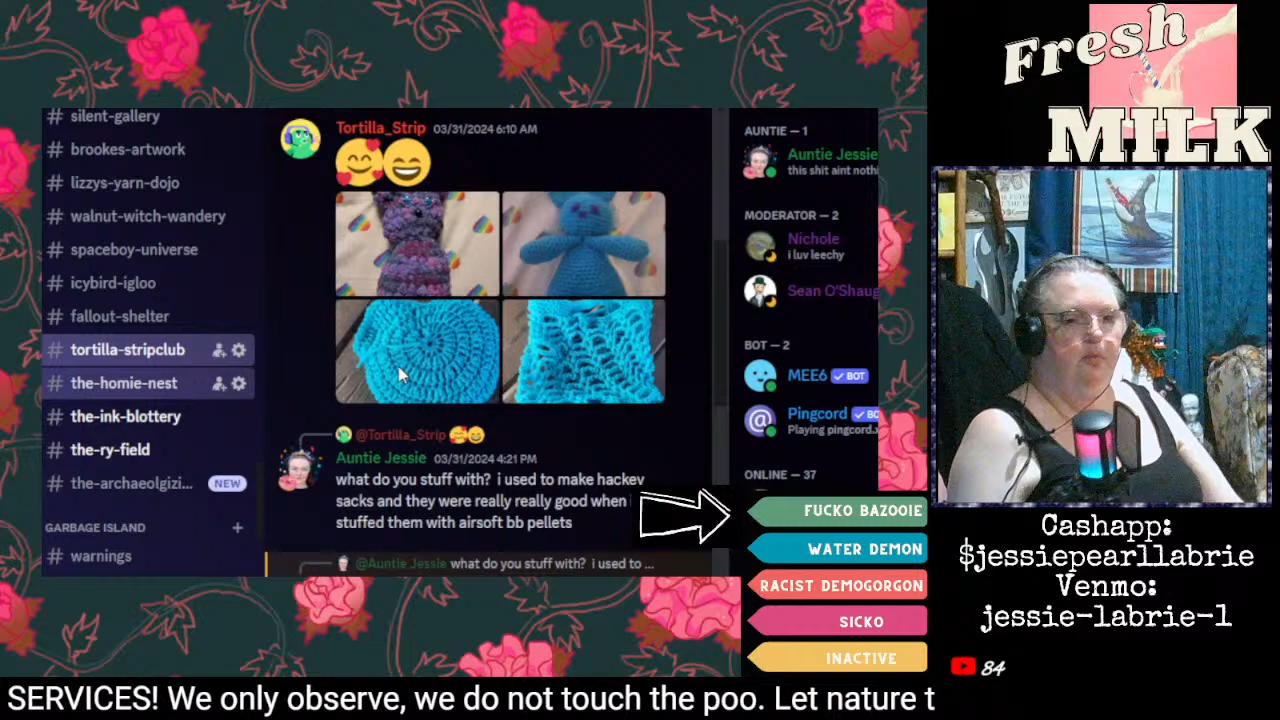 silent-gallery
brookes-artwork
lizzys-yarn-dojo
walnut-witch-wandery
spaceboy-universe
icybird-igloo
fallout-shelter
tortilla-stripclub
the-homie-nest
the-ink-blottery
the-ry-field
the-archaeolgizi... NEW
GARBAGE ISLAND
warnings
Tortilla_Strip 03/31/2024 6:10 AM
@Tortilla_Strip
Auntie Jessie 03/31/2024 4:21 PM
what do you stuff with? i used to make hackey
sacks and they were really really good when
stuffed them with airsoft bb pellets
@Auntie Jessie what do you stuff with? i used to ...
AUNTIE — 1
Auntie Jessie
this shit aint noth
MODERATOR — 2
Nichole
i luv leechy
Sean O'Shaug
BOT — 2
MEE6 BOT
Pingcord BO
Playing pingcord.x
ONLINE — 37
FUCKO BAZOOIE
WATER DEMON
RACIST DEMOGORGON
SICKO
INACTIVE
Fresh
MILK
Cashapp:
$jessiepearllabrie
Venmo:
jessie-labrie-1
84
SERVICES! We only observe, we do not touch the poo. Let nature t